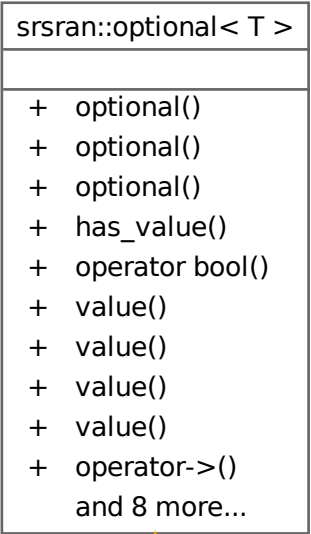 srsran::optional< T >
+ optional()
+ optional()
+ optional()
+ has_value()
+ operator bool()
+ value()
+ value()
+ value()
+ value()
+ operator->()
and 8 more...